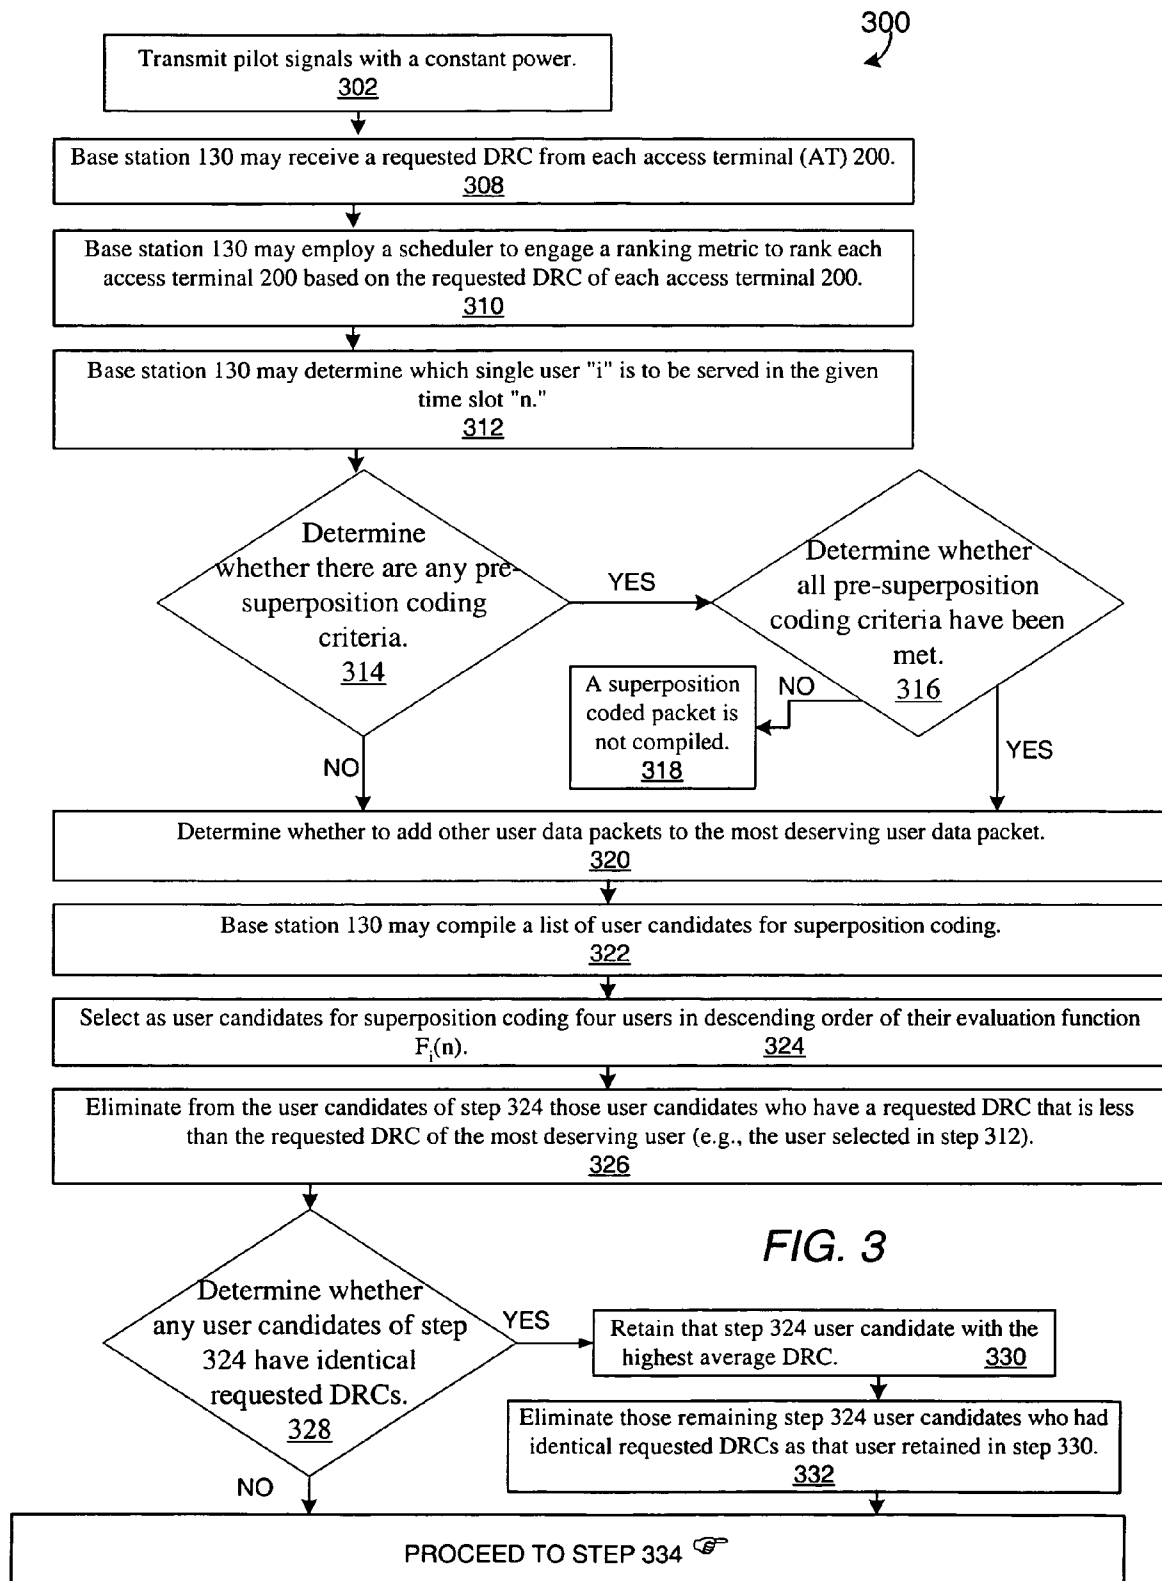 300
Transmit pilot signals with a constant power.
302
Base station 130 may receive a requested DRC from each access terminal (AT) 200.
308
Base station 130 may employ a scheduler to engage a ranking metric to rank each
access terminal 200 based on the requested DRC of each access terminal 200.
310
Base station 130 may determine which single user "i" is to be served in the given
time slot "n."
312
Determine
whether there are any pre-
superposition coding
criteria.
314
YES
Determine whether
all pre-superposition
coding criteria have been
met.
316
NO
A superposition
coded packet is
not compiled.
318
YES
NO
Determine whether to add other user data packets to the most deserving user data packet.
320
Base station 130 may compile a list of user candidates for superposition coding.
322
Select as user candidates for superposition coding four users in descending order of their evaluation function
Fi(n). 324
Eliminate from the user candidates of step 324 those user candidates who have a requested DRC that is less
than the requested DRC of the most deserving user (e.g., the user selected in step 312).
326
FIG. 3
Determine whether
any user candidates of step
324 have identical
requested DRCs.
328
YES
Retain that step 324 user candidate with the
highest average DRC. 330
Eliminate those remaining step 324 user candidates who had
identical requested DRCs as that user retained in step 330.
332
NO
PROCEED TO STEP 334 ☞